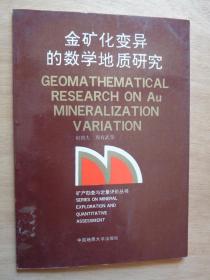 金矿化变异
的数学地质研究
GEOMATHEMATICAL
RESEARCH ON Au
MINERALIZATION
VARIATION
矿产勘查与定量评价丛书
SERIES ON MINERAL
EXPLORATION AND
QUANTITATIVE
ASSESSMENT
中国地质大学出版社